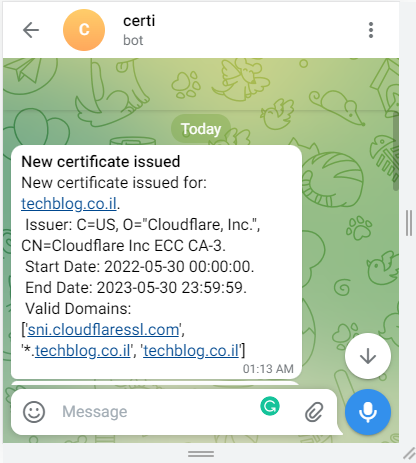 certi
bot
Today
New certificate issued
New certificate issued for:
techblog.co.il.
Issuer: C=US, O="Cloudflare, Inc.",
CN=Cloudflare Inc ECC CA-3.
Start Date: 2022-05-30 00:00:00.
End Date: 2023-05-30 23:59:59.
Valid Domains:
['sni.cloudflaressl.com',
'*.techblog.co.il', 'techblog.co.il']
01:13 AM
Message